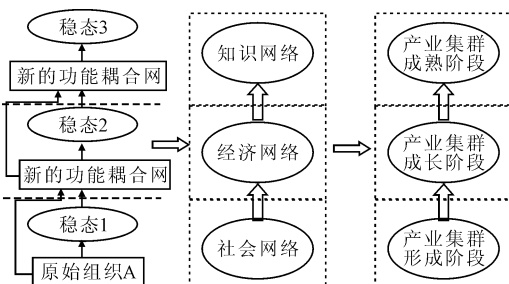 稳态3
新的功能耦合网
稳态2
新的功能耦合网
稳态1
原始组织A
知识网络
经济网络
社会网络
产业集群
成熟阶段
产业集群
成长阶段
产业集群
形成阶段